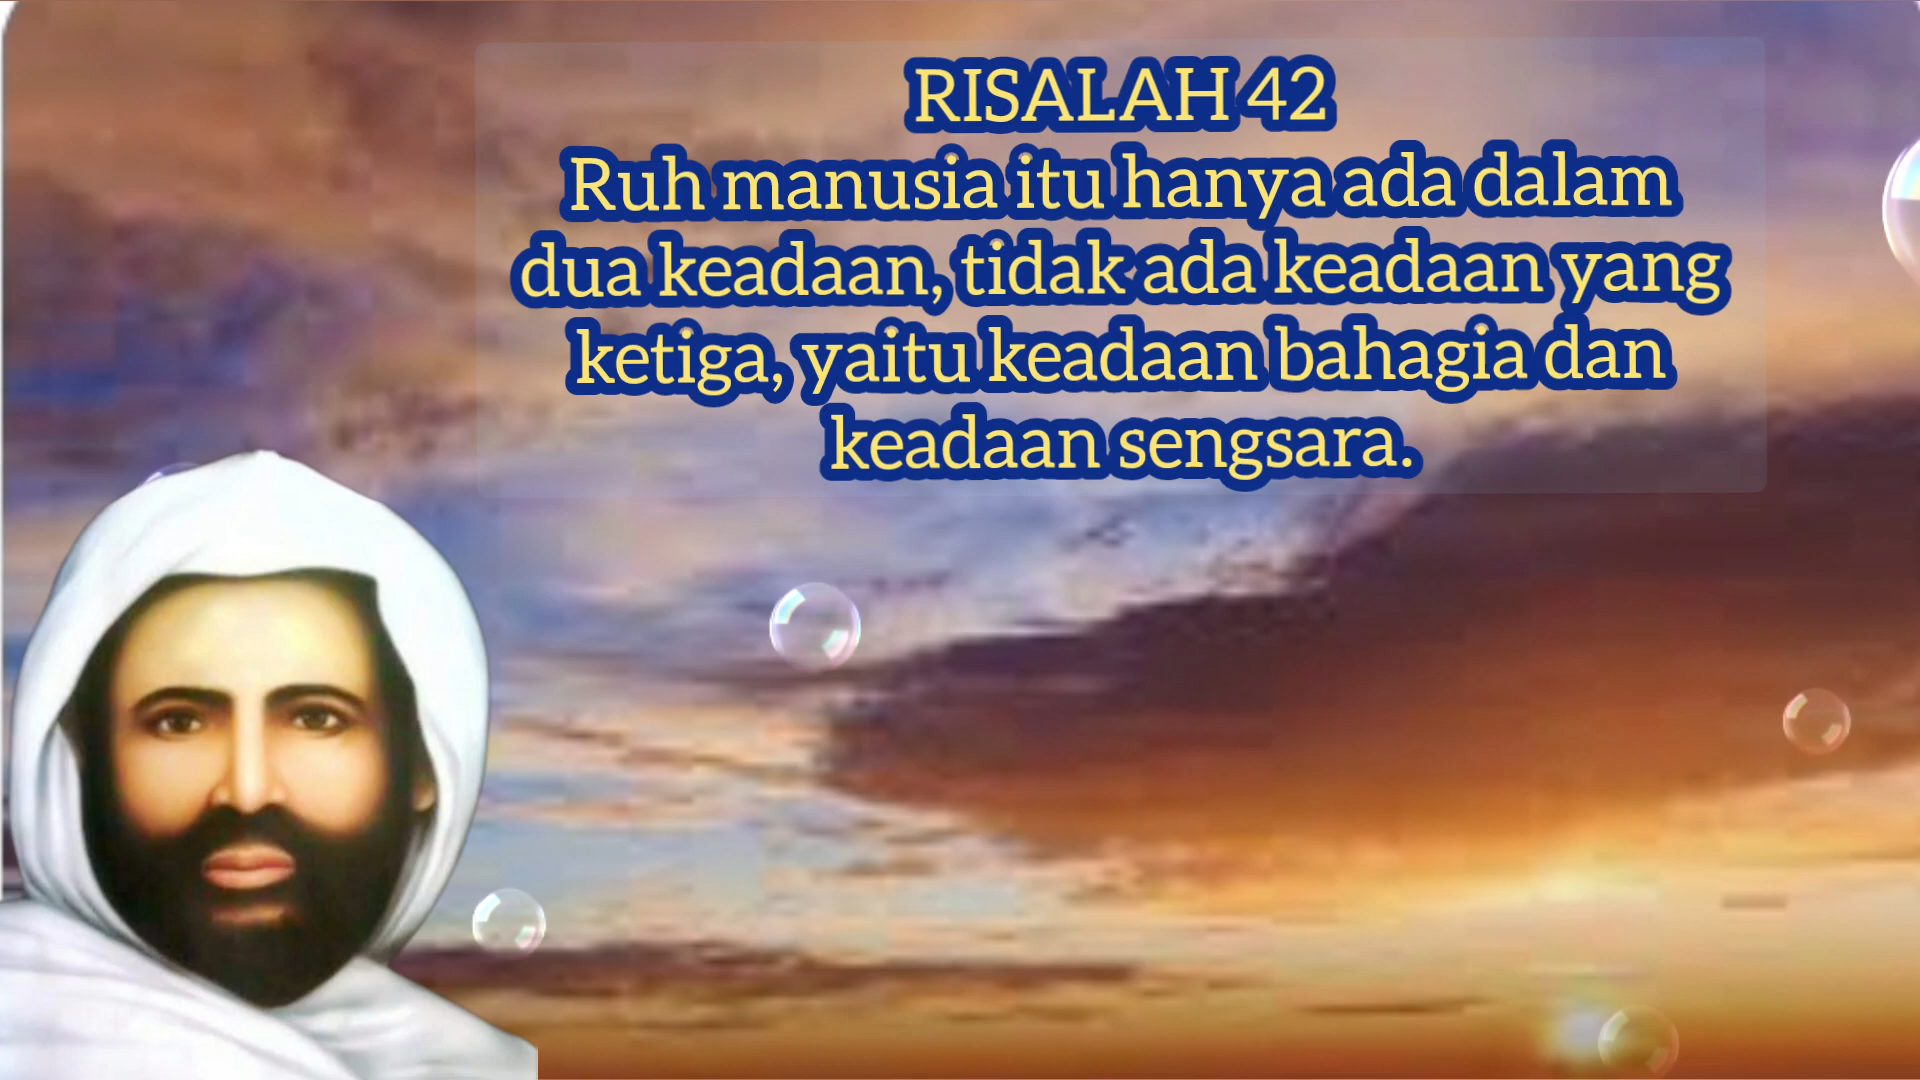 RISALAH 42
Ruh manusia itu hanya ada dalam
dua keadaan, tidak ada keadaan yang
ketiga, yaitu keadaan bahagia dan
keadaan sengsara.